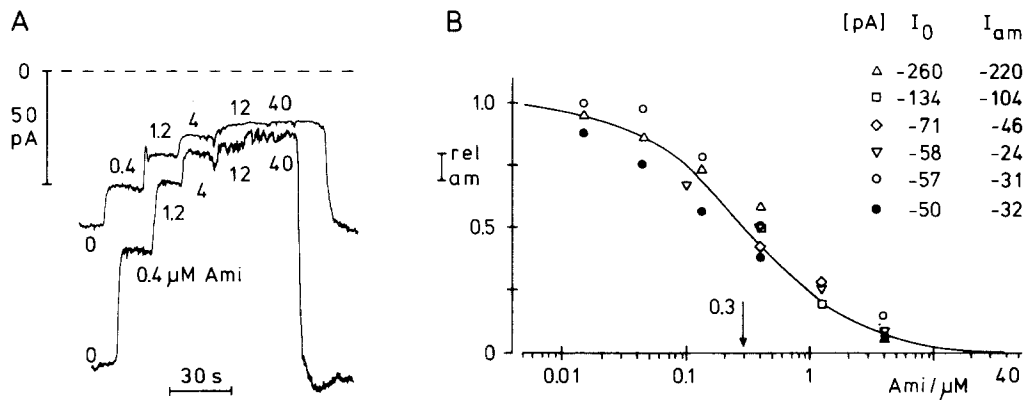 A
0
50
pA
0.4
1.2
4
12
40
0
1.2
4
12
40
0.4 µM Ami
0
30 s
B
[pA] I0 Iam
△ -260 -220
□ -134 -104
◇ -71 -46
▽ -58 -24
○ -57 -31
● -50 -32
1.0
I rel am
0.5
0
0.3
0.01 0.1 1 40
Ami/µM